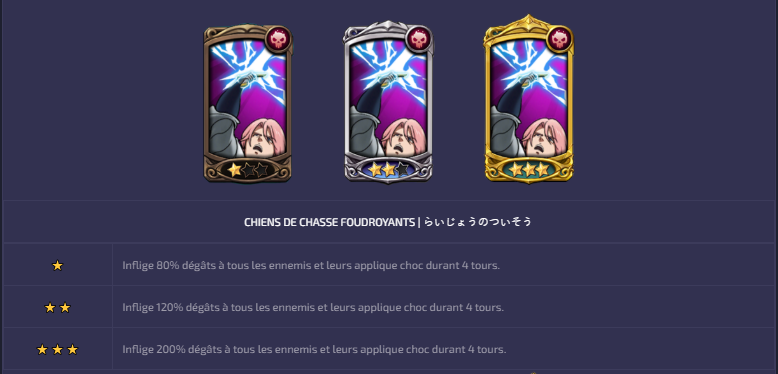 CHIENS DE CHASSE FOUDROYANTS | らいじょうのついそう
Inflige 80% dégâts à tous les ennemis et leurs applique choc durant 4 tours.
Inflige 120% dégâts à tous les ennemis et leurs applique choc durant 4 tours.
Inflige 200% dégâts à tous les ennemis et leurs applique choc durant 4 tours.